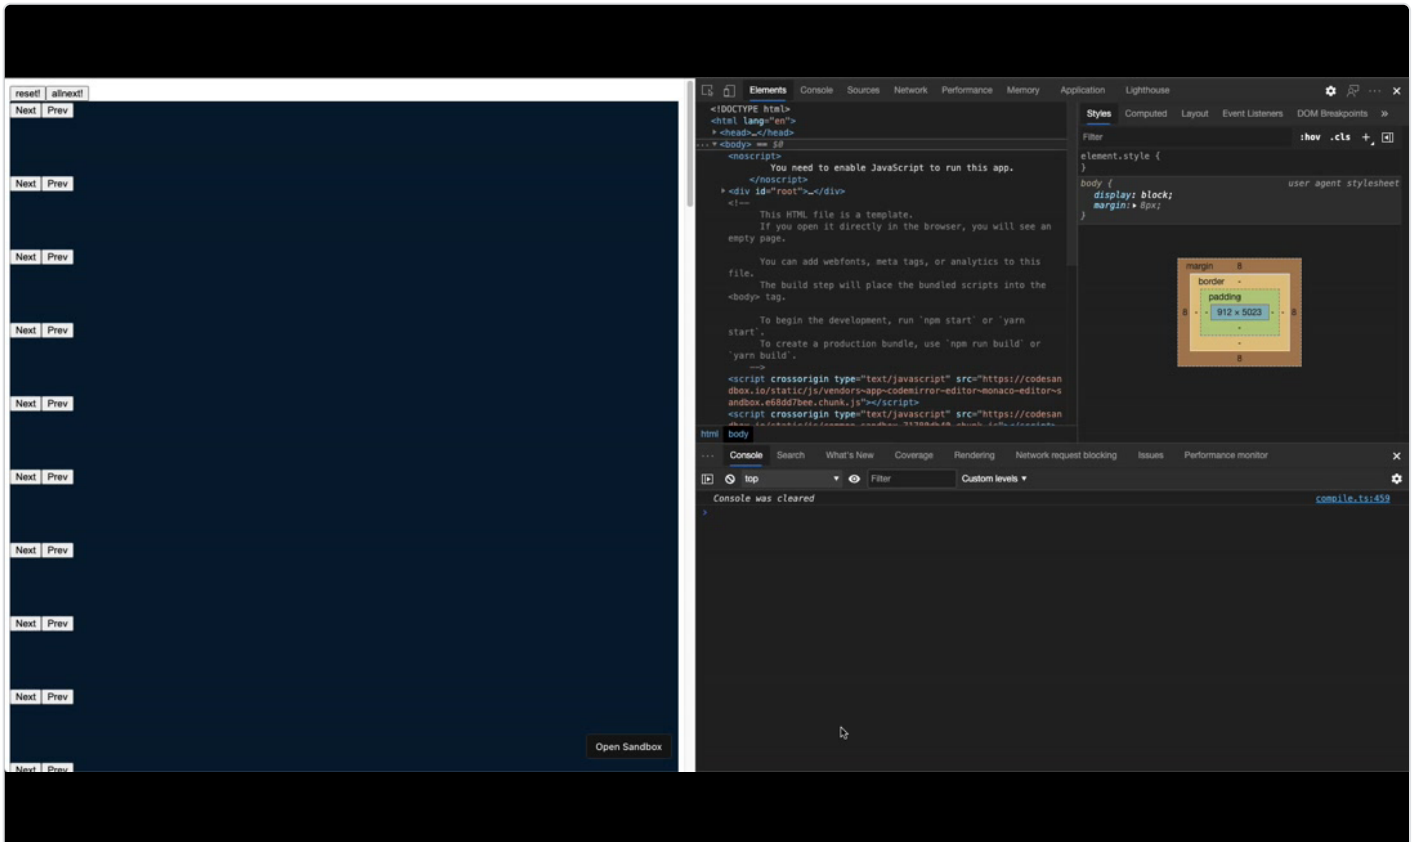 reset! allnext!
Next Prev
Next Prev
Next Prev
Next Prev
Next Prev
Next Prev
Next Prev
Next Prev
Next Prev
Next Prev
Open Sandbox
Elements Console Sources Network Performance Memory Application Lighthouse
<!DOCTYPE html>
<html lang="en">
<head>…</head>
<body> == $0
<noscript>
You need to enable JavaScript to run this app.
</noscript>
<div id="root">…</div>
<!--
This HTML file is a template.
If you open it directly in the browser, you will see an
empty page.
You can add webfonts, meta tags, or analytics to this
file.
The build step will place the bundled scripts into the
<body> tag.
To begin the development, run `npm start` or `yarn
start`.
To create a production bundle, use `npm run build` or
`yarn build`.
-->
<script crossorigin type="text/javascript" src="https://codesan
dbox.io/static/js/vendors~app~codemirror-editor~monaco-editor~s
andbox.e68dd7bee.chunk.js"></script>
<script crossorigin type="text/javascript" src="https://codesan
html body
Styles Computed Layout Event Listeners DOM Breakpoints »
Filter :hov .cls +
element.style {
}
body { user agent stylesheet
display: block;
margin: 8px;
}
margin 8
border -
padding
8 - - 912 × 5023 - - 8
-
-
8
Console Search What's New Coverage Rendering Network request blocking Issues Performance monitor
top Filter Custom levels
Console was cleared compile.ts:459